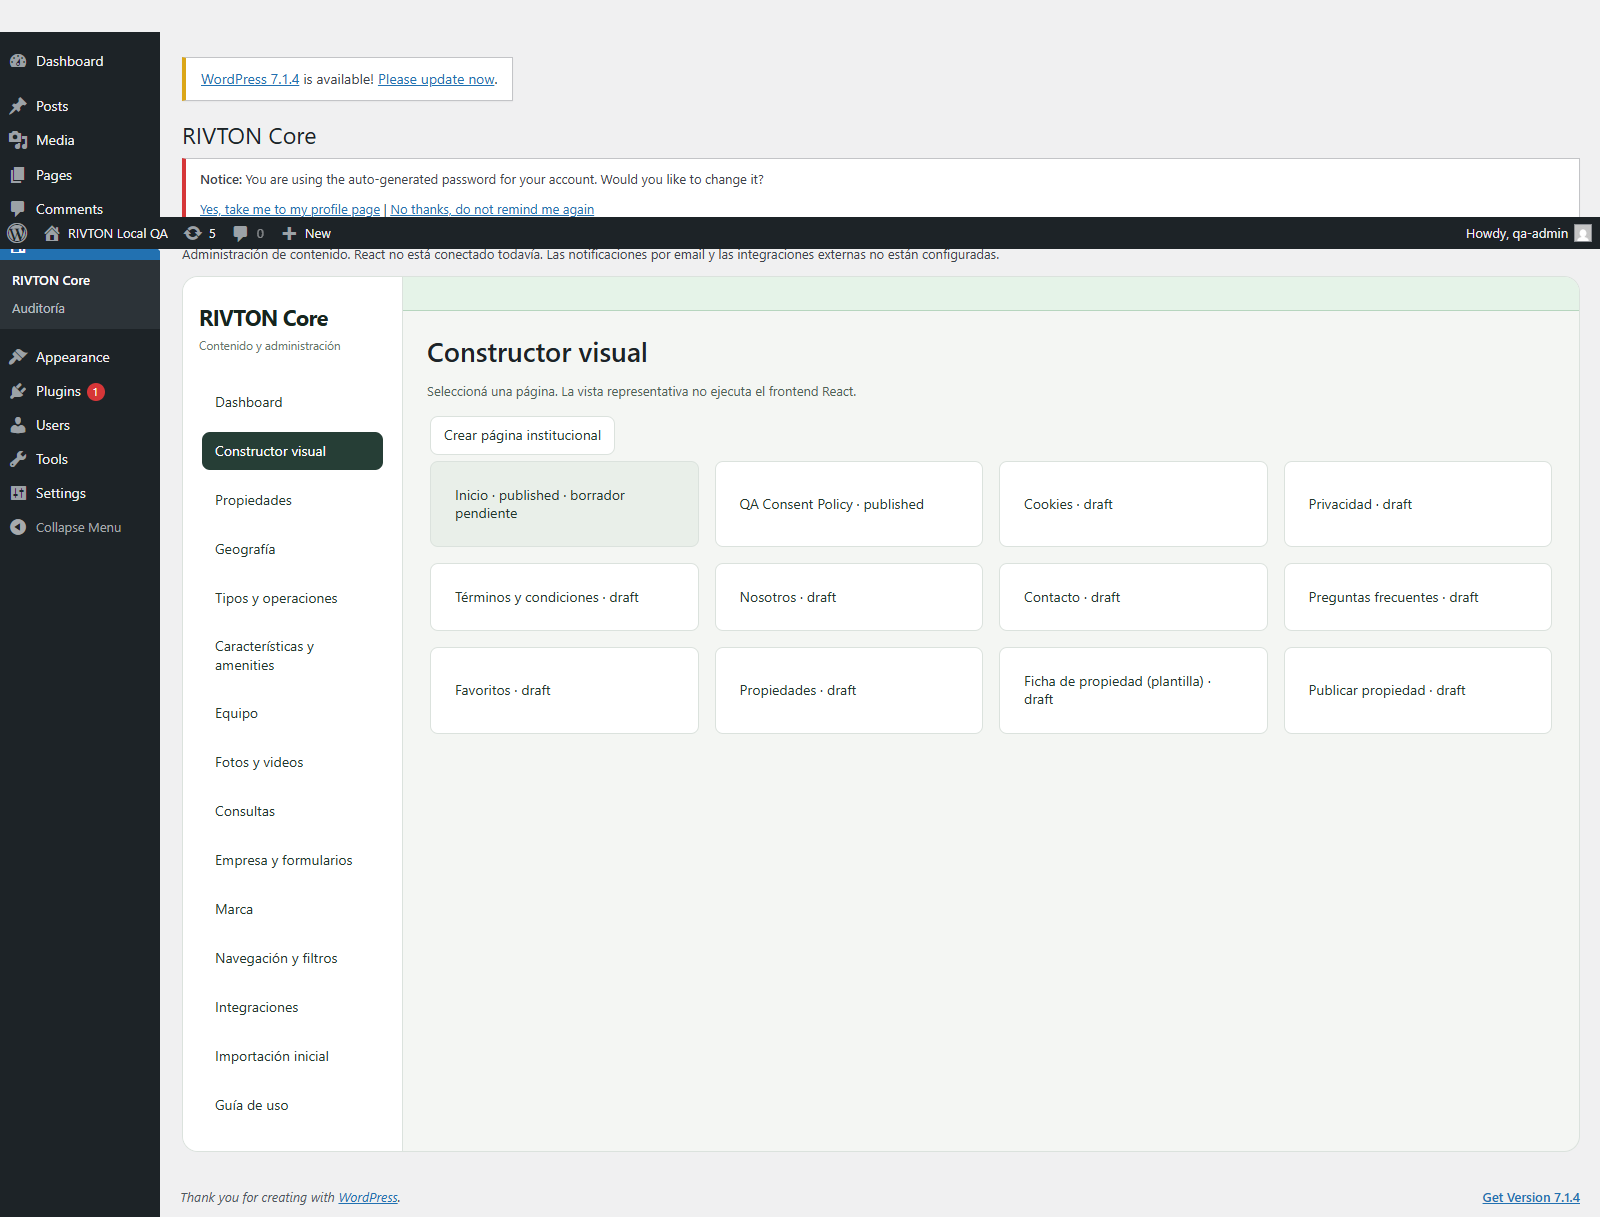 Dashboard
Posts
Media
Pages
Comments
WordPress 7.1.4 is available! Please update now.
RIVTON Core
Notice: You are using the auto-generated password for your account. Would you like to change it?
Yes, take me to my profile page | No thanks, do not remind me again
RIVTON Local QA 5 0 New Howdy, qa-admin
Administración de contenido. React no está conectado todavía. Las notificaciones por email y las integraciones externas no están configuradas.
RIVTON Core
Auditoría
Appearance
Plugins 1
Users
Tools
Settings
Collapse Menu
RIVTON Core
Contenido y administración
Dashboard
Constructor visual
Propiedades
Geografía
Tipos y operaciones
Características y
amenities
Equipo
Fotos y videos
Consultas
Empresa y formularios
Marca
Navegación y filtros
Integraciones
Importación inicial
Guía de uso
Constructor visual
Seleccioná una página. La vista representativa no ejecuta el frontend React.
Crear página institucional
Inicio · published · borrador
pendiente
QA Consent Policy · published
Cookies · draft
Privacidad · draft
Términos y condiciones · draft
Nosotros · draft
Contacto · draft
Preguntas frecuentes · draft
Favoritos · draft
Propiedades · draft
Ficha de propiedad (plantilla) ·
draft
Publicar propiedad · draft
Thank you for creating with WordPress.
Get Version 7.1.4